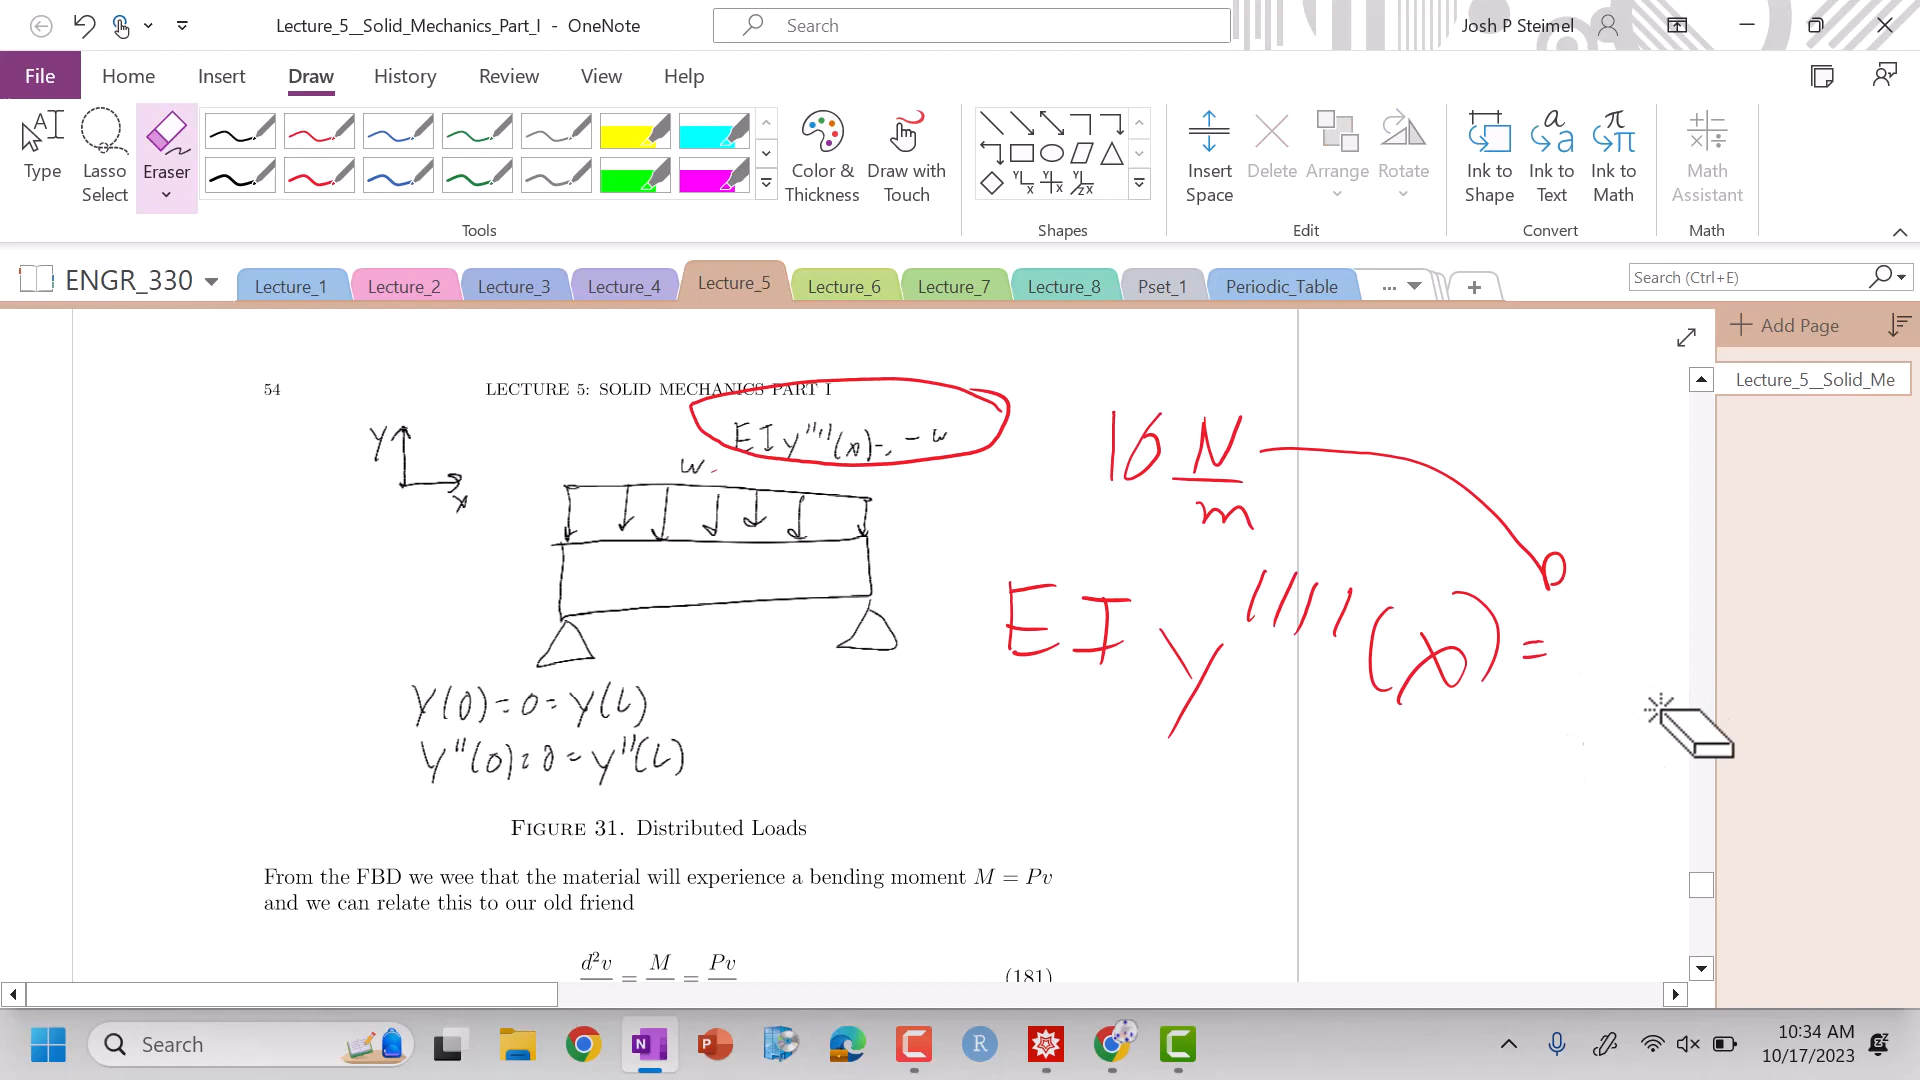 Lecture_5__Solid_Mechanics_Part_I - OneNote
Search
Josh P Steimel
File Home Insert Draw History Review View Help
Type
Lasso Select
Eraser
Color & Thickness
Draw with Touch
Insert Space
Delete
Arrange
Rotate
Ink to Shape
Ink to Text
Ink to Math
Math Assistant
Tools Shapes Edit Convert Math
ENGR_330
Lecture_1 Lecture_2 Lecture_3 Lecture_4 Lecture_5 Lecture_6 Lecture_7 Lecture_8 Pset_1 Periodic_Table ... +
Search (Ctrl+E)
Add Page
Lecture_5__Solid_Me
54 LECTURE 5: SOLID MECHANICS PART I
EIy''''(x) = -w
y
x
w
16 N/m
EIy''''(x) =
Y(0) = 0 = Y(L)
Y''(0) = 0 = Y''(L)
FIGURE 31. Distributed Loads
From the FBD we wee that the material will experience a bending moment M = Pv
and we can relate this to our old friend
d²v = M = Pv (181)
Search
10:34 AM
10/17/2023